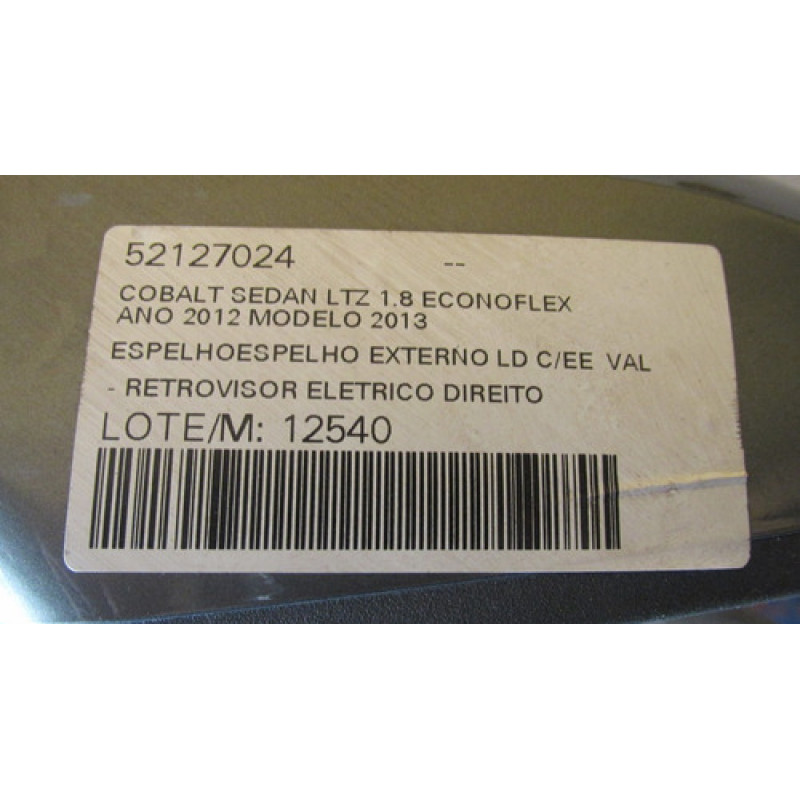 52127024 --
COBALT SEDAN LTZ 1.8 ECONOFLEX
ANO 2012 MODELO 2013
ESPELHOESPELHO EXTERNO LD C/EE VAL
- RETROVISOR ELETRICO DIREITO
LOTE/M: 12540